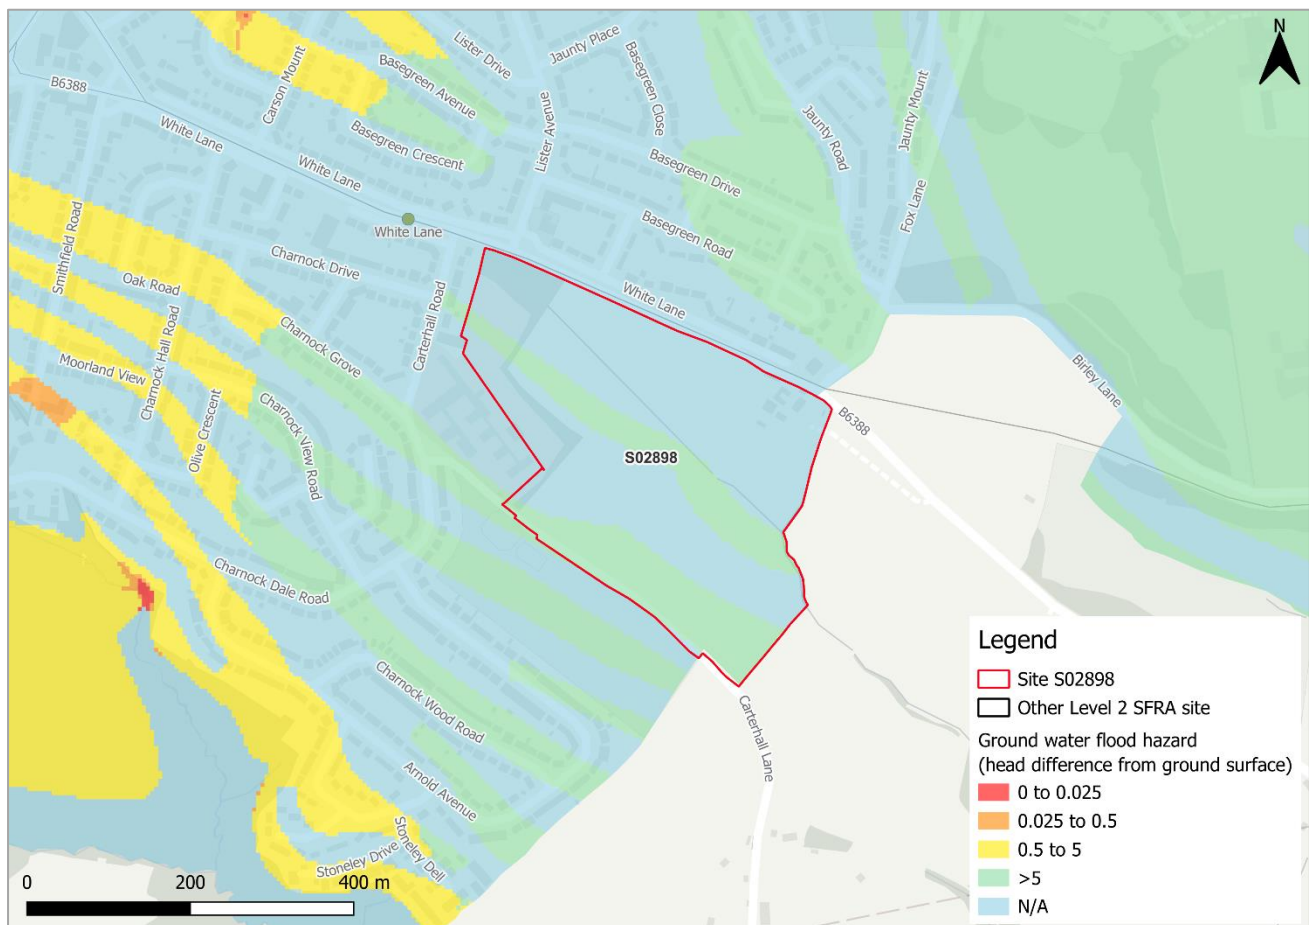 Lister Drive
Jaunty Place
Basegreen Close
N
Carson Mount
Basegreen Avenue
B6388
White Lane
Basegreen Crescent
Lister Avenue
Jaunty Road
Jaunty Mount
White Lane
Basegreen Drive
Fox Lane
White Lane
Basegreen Road
Smithfield Road
Charnock Drive
Oak Road
Carterhall Road
White Lane
Charnock Grove
Charnock Hall Road
Moorland View
Birley Lane
Olive Crescent
Charnock View Road
B6388
S02898
Charnock Dale Road
Charnock Wood Road
Carterhall Lane
Arnold Avenue
Stoneley Dell
Stoneley Drive
0 200 400 m
Legend
Site S02898
Other Level 2 SFRA site
Ground water flood hazard
(head difference from ground surface)
0 to 0.025
0.025 to 0.5
0.5 to 5
>5
N/A